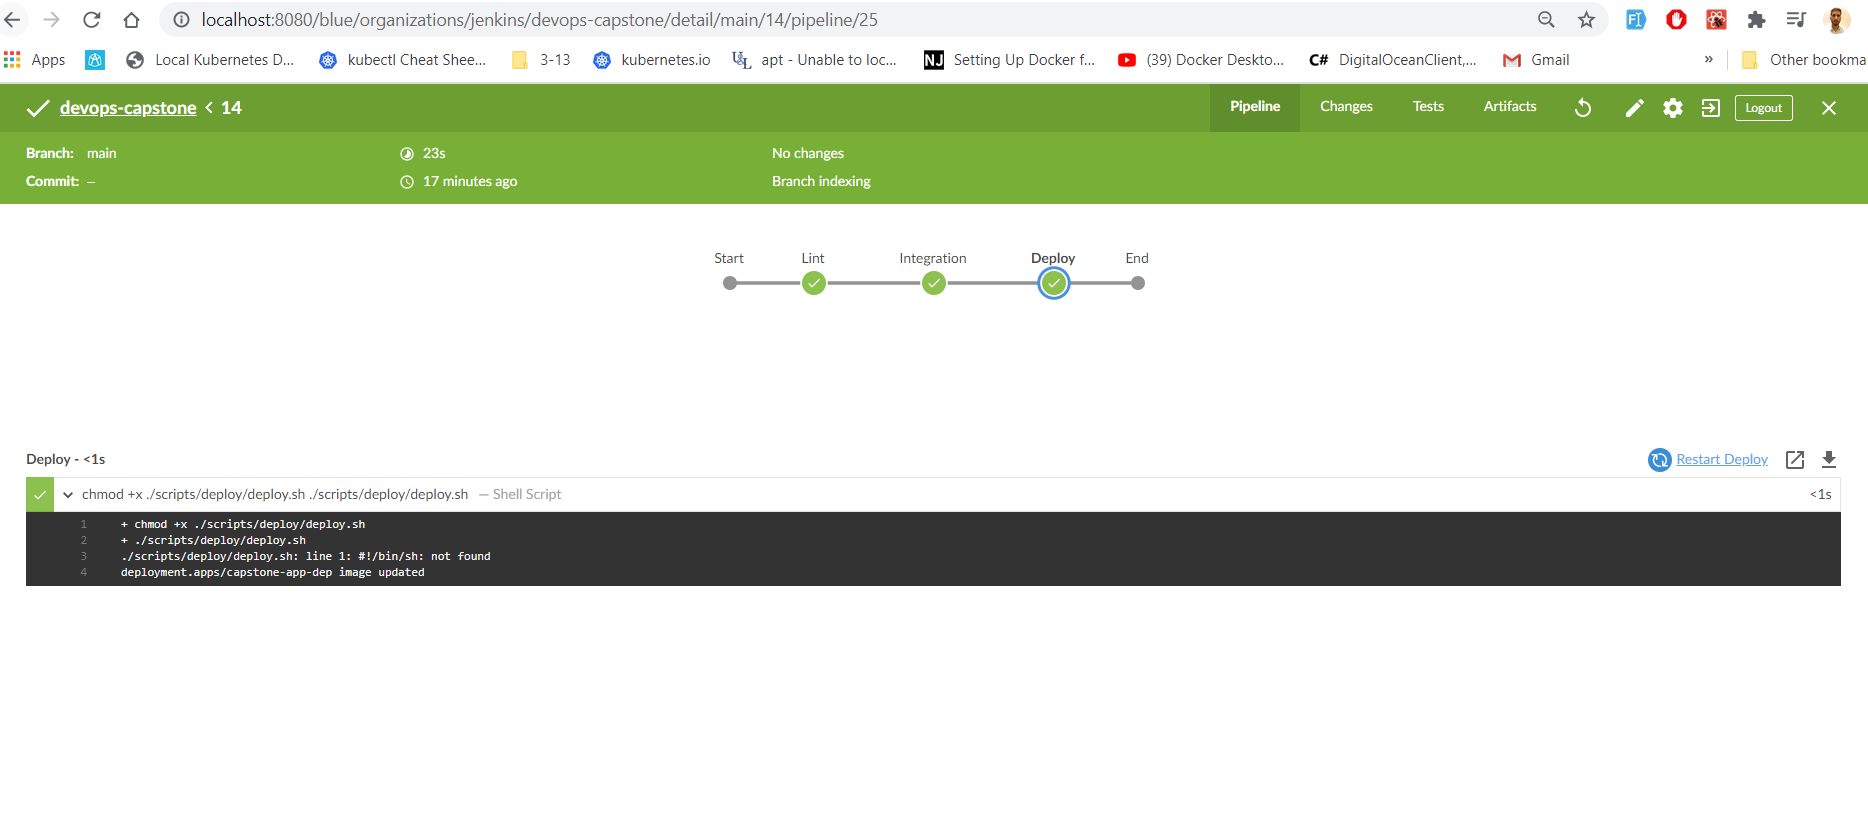 localhost:8080/blue/organizations/jenkins/devops-capstone/detail/main/14/pipeline/25
Apps Local Kubernetes D... kubectl Cheat Shee... 3-13 kubernetes.io apt - Unable to loc... NJ Setting Up Docker f... (39) Docker Deskto... C# DigitalOceanClient,... Gmail » Other bookma
devops-capstone < 14 Pipeline Changes Tests Artifacts Logout
Branch: main 23s No changes
Commit: – 17 minutes ago Branch indexing
Start Lint Integration Deploy End
Deploy - <1s Restart Deploy
chmod +x ./scripts/deploy/deploy.sh ./scripts/deploy/deploy.sh — Shell Script <1s
1 + chmod +x ./scripts/deploy/deploy.sh
2 + ./scripts/deploy/deploy.sh
3 ./scripts/deploy/deploy.sh: line 1: #!/bin/sh: not found
4 deployment.apps/capstone-app-dep image updated